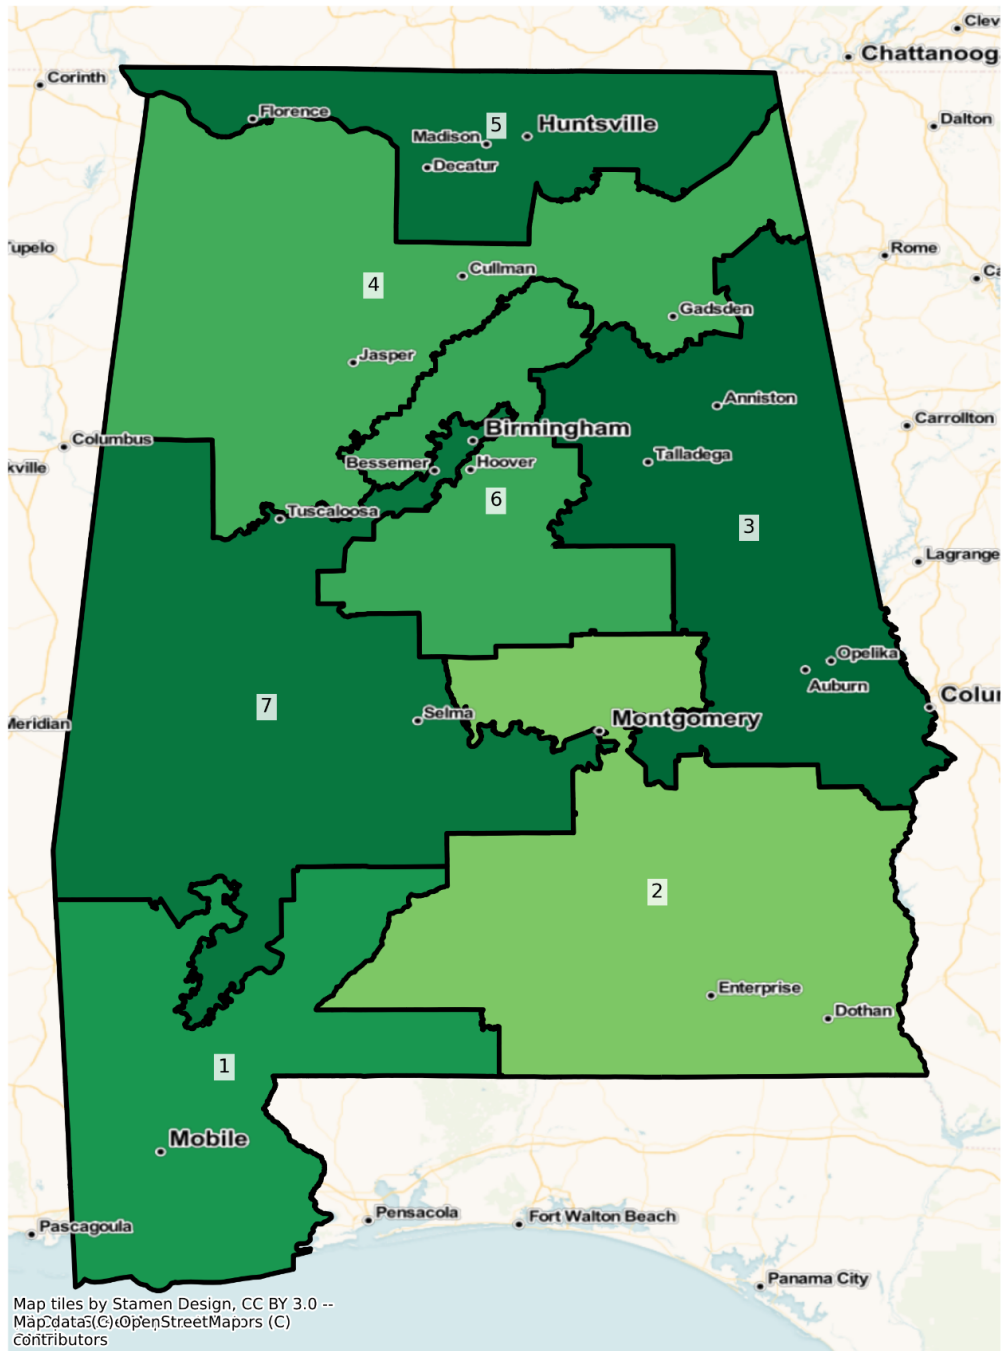 Clev
Chattanoog
Corinth
Florence
5
Huntsville
Dalton
Madison
Decatur
Tupelo
Rome
Ca
Cullman
4
Gadsden
Jasper
Anniston
Carrollton
Columbus
Birmingham
kville
Bessemer
Hoover
Talladega
6
Tuscaloosa
3
Lagrange
Opelika
Auburn
7
Selma
Colu
Meridian
Montgomery
2
Enterprise
Dothan
1
Mobile
Pensacola
Pascagoula
Fort Walton Beach
Panama City
Map tiles by Stamen Design, CC BY 3.0 --
Map data (C) OpenStreetMap (C)
contributors